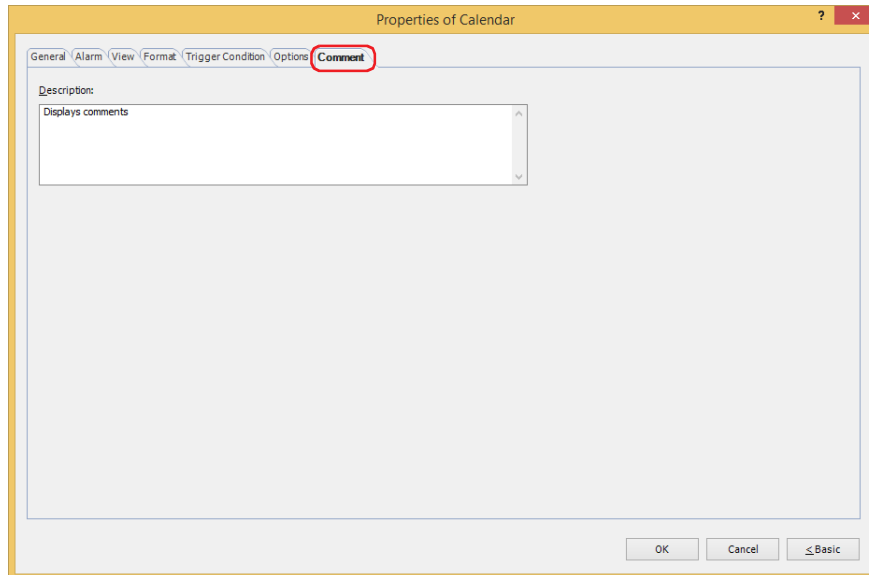 Properties of Calendar
?
General Alarm View Format Trigger Condition Options Comment
Description:
Displays comments
OK Cancel < Basic